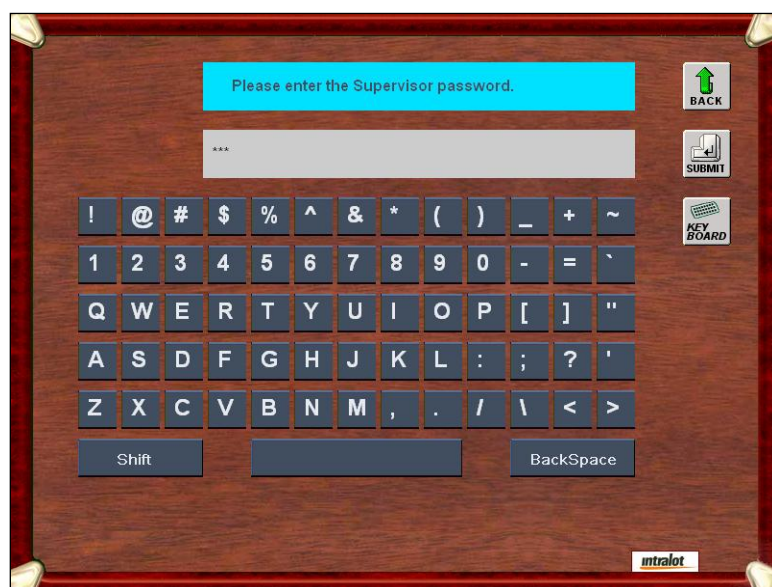 Please enter the Supervisor password.
BACK
***
SUBMIT
! @ # $ % ^ & * ( ) _ + ~
KEY
BOARD
1 2 3 4 5 6 7 8 9 0 - = `
Q W E R T Y U I O P [ ] "
A S D F G H J K L : ; ? '
Z X C V B N M , . / \ < >
Shift BackSpace
intralot